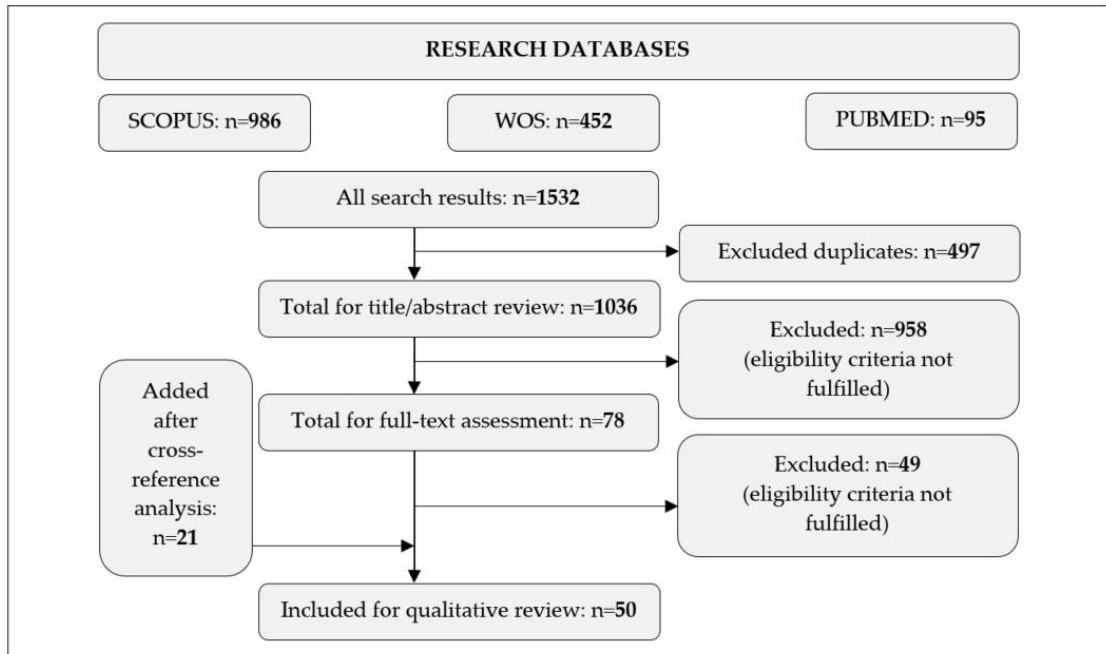 RESEARCH DATABASES
SCOPUS: n=986
WOS: n=452
PUBMED: n=95
All search results: n=1532
Excluded duplicates: n=497
Total for title/abstract review: n=1036
Excluded: n=958
(eligibility criteria not
fulfilled)
Added
after
cross-
reference
analysis:
n=21
Total for full-text assessment: n=78
Excluded: n=49
(eligibility criteria not
fulfilled)
Included for qualitative review: n=50